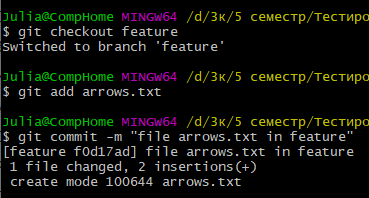 Julia@CompHome MINGW64 /d/3к/5 семестр/Тестиро
$ git checkout feature
Switched to branch 'feature'
Julia@CompHome MINGW64 /d/3к/5 семестр/Тестиро
$ git add arrows.txt
Julia@CompHome MINGW64 /d/3к/5 семестр/Тестиро
$ git commit -m "file arrows.txt in feature"
[feature f0d17ad] file arrows.txt in feature
 1 file changed, 2 insertions(+)
 create mode 100644 arrows.txt